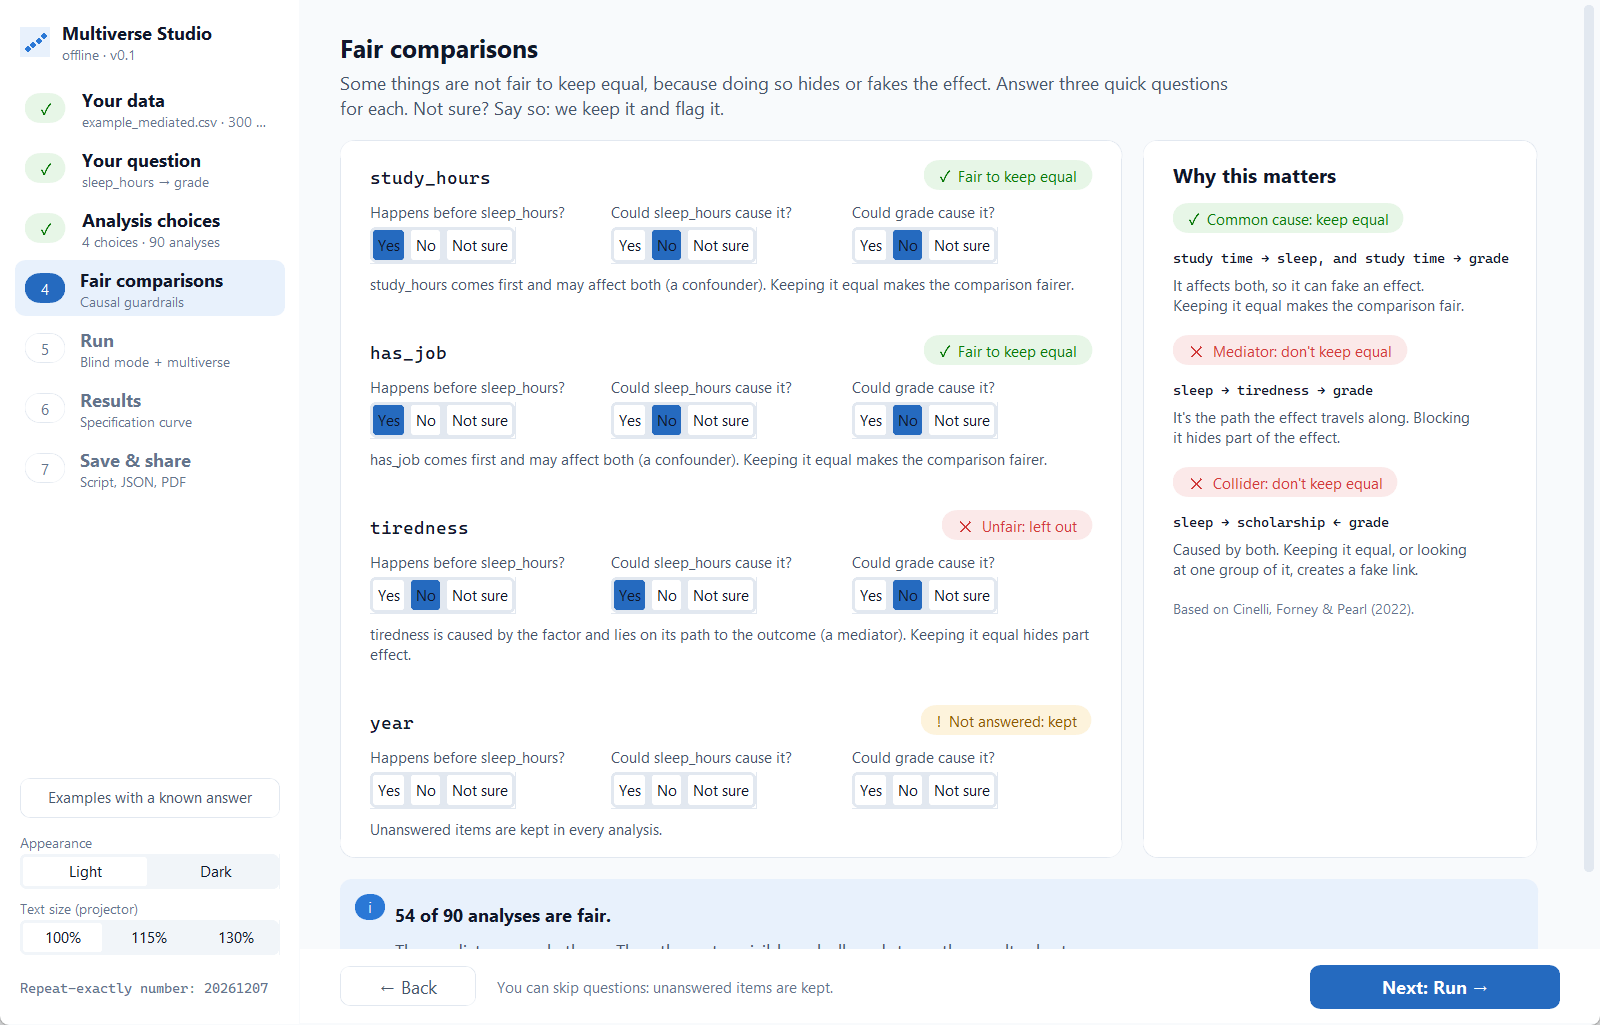 Multiverse Studio
offline · v0.1
✓ Your data
example_mediated.csv · 300 ...
✓ Your question
sleep_hours → grade
✓ Analysis choices
4 choices · 90 analyses
4 Fair comparisons
Causal guardrails
5 Run
Blind mode + multiverse
6 Results
Specification curve
7 Save & share
Script, JSON, PDF
Examples with a known answer
Appearance
Light Dark
Text size (projector)
100% 115% 130%
Repeat-exactly number: 20261207
Fair comparisons
Some things are not fair to keep equal, because doing so hides or fakes the effect. Answer three quick questions
for each. Not sure? Say so: we keep it and flag it.
study_hours ✓ Fair to keep equal
Happens before sleep_hours? Could sleep_hours cause it? Could grade cause it?
Yes No Not sure Yes No Not sure Yes No Not sure
study_hours comes first and may affect both (a confounder). Keeping it equal makes the comparison fairer.
has_job ✓ Fair to keep equal
Happens before sleep_hours? Could sleep_hours cause it? Could grade cause it?
Yes No Not sure Yes No Not sure Yes No Not sure
has_job comes first and may affect both (a confounder). Keeping it equal makes the comparison fairer.
tiredness ✕ Unfair: left out
Happens before sleep_hours? Could sleep_hours cause it? Could grade cause it?
Yes No Not sure Yes No Not sure Yes No Not sure
tiredness is caused by the factor and lies on its path to the outcome (a mediator). Keeping it equal hides part
effect.
year ! Not answered: kept
Happens before sleep_hours? Could sleep_hours cause it? Could grade cause it?
Yes No Not sure Yes No Not sure Yes No Not sure
Unanswered items are kept in every analysis.
Why this matters
✓ Common cause: keep equal
study time → sleep, and study time → grade
It affects both, so it can fake an effect.
Keeping it equal makes the comparison fair.
✕ Mediator: don't keep equal
sleep → tiredness → grade
It's the path the effect travels along. Blocking
it hides part of the effect.
✕ Collider: don't keep equal
sleep → scholarship ← grade
Caused by both. Keeping it equal, or looking
at one group of it, creates a fake link.
Based on Cinelli, Forney & Pearl (2022).
i 54 of 90 analyses are fair.
← Back
You can skip questions: unanswered items are kept.
Next: Run →